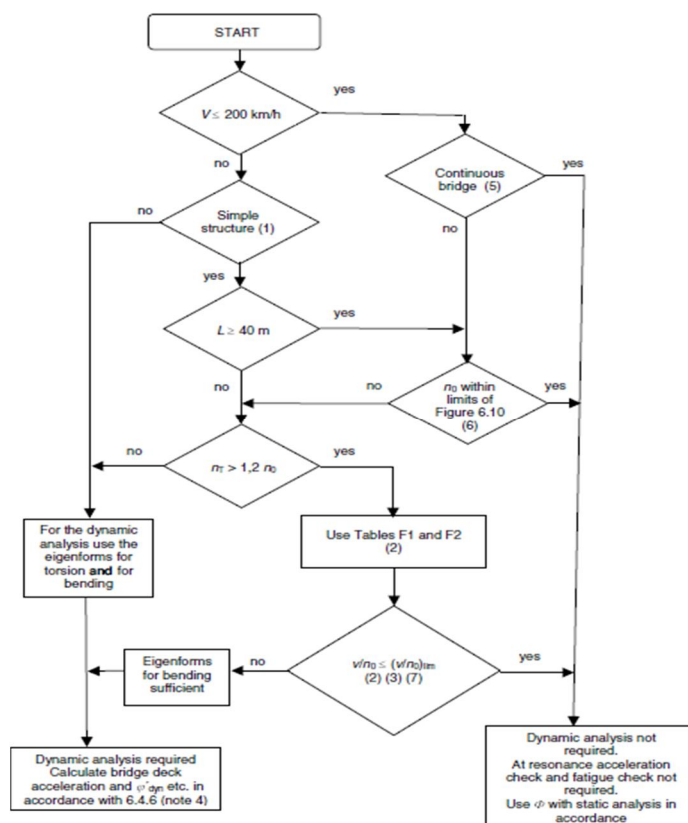 START
yes
V ≤ 200 km/h
no
yes
Continuous
bridge (5)
no
Simple
structure (1)
no
yes
yes
L ≥ 40 m
no
no
n0 within
limits of
Figure 6.10
(6)
yes
no
yes
nT > 1,2 n0
For the dynamic
analysis use the
eigenforms for
torsion and for
bending
Use Tables F1 and F2
(2)
Eigenforms
for bending
sufficient
no
v/n0 ≤ (v/n0)lim
(2) (3) (7)
yes
Dynamic analysis required
Calculate bridge deck
acceleration and φ'dyn etc. in
accordance with 6.4.6 (note 4)
Dynamic analysis not
required.
At resonance acceleration
check and fatigue check not
required.
Use Φ with static analysis in
accordance